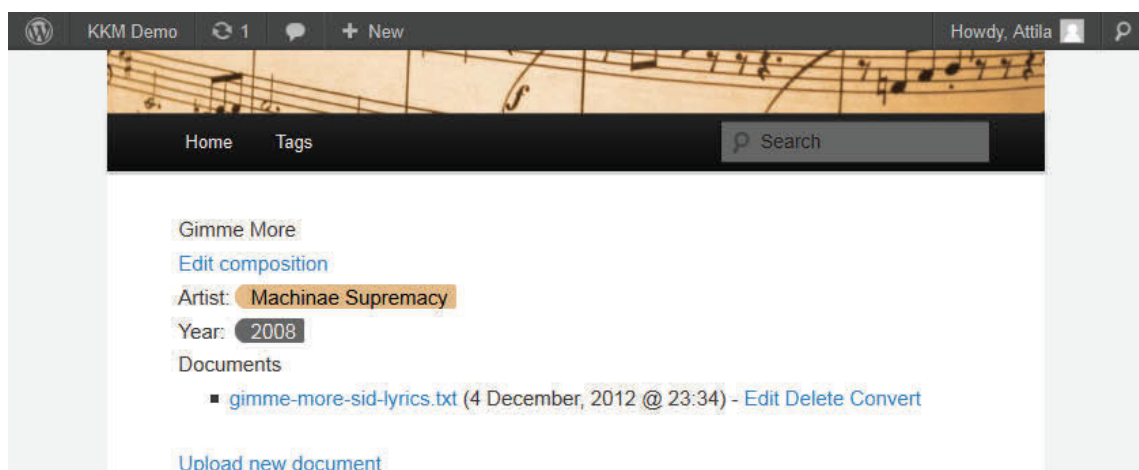 KKM Demo 1 + New Howdy, Attila
Home Tags Search
Gimme More
Edit composition
Artist: Machinae Supremacy
Year: 2008
Documents
gimme-more-sid-lyrics.txt (4 December, 2012 @ 23:34) - Edit Delete Convert
Upload new document